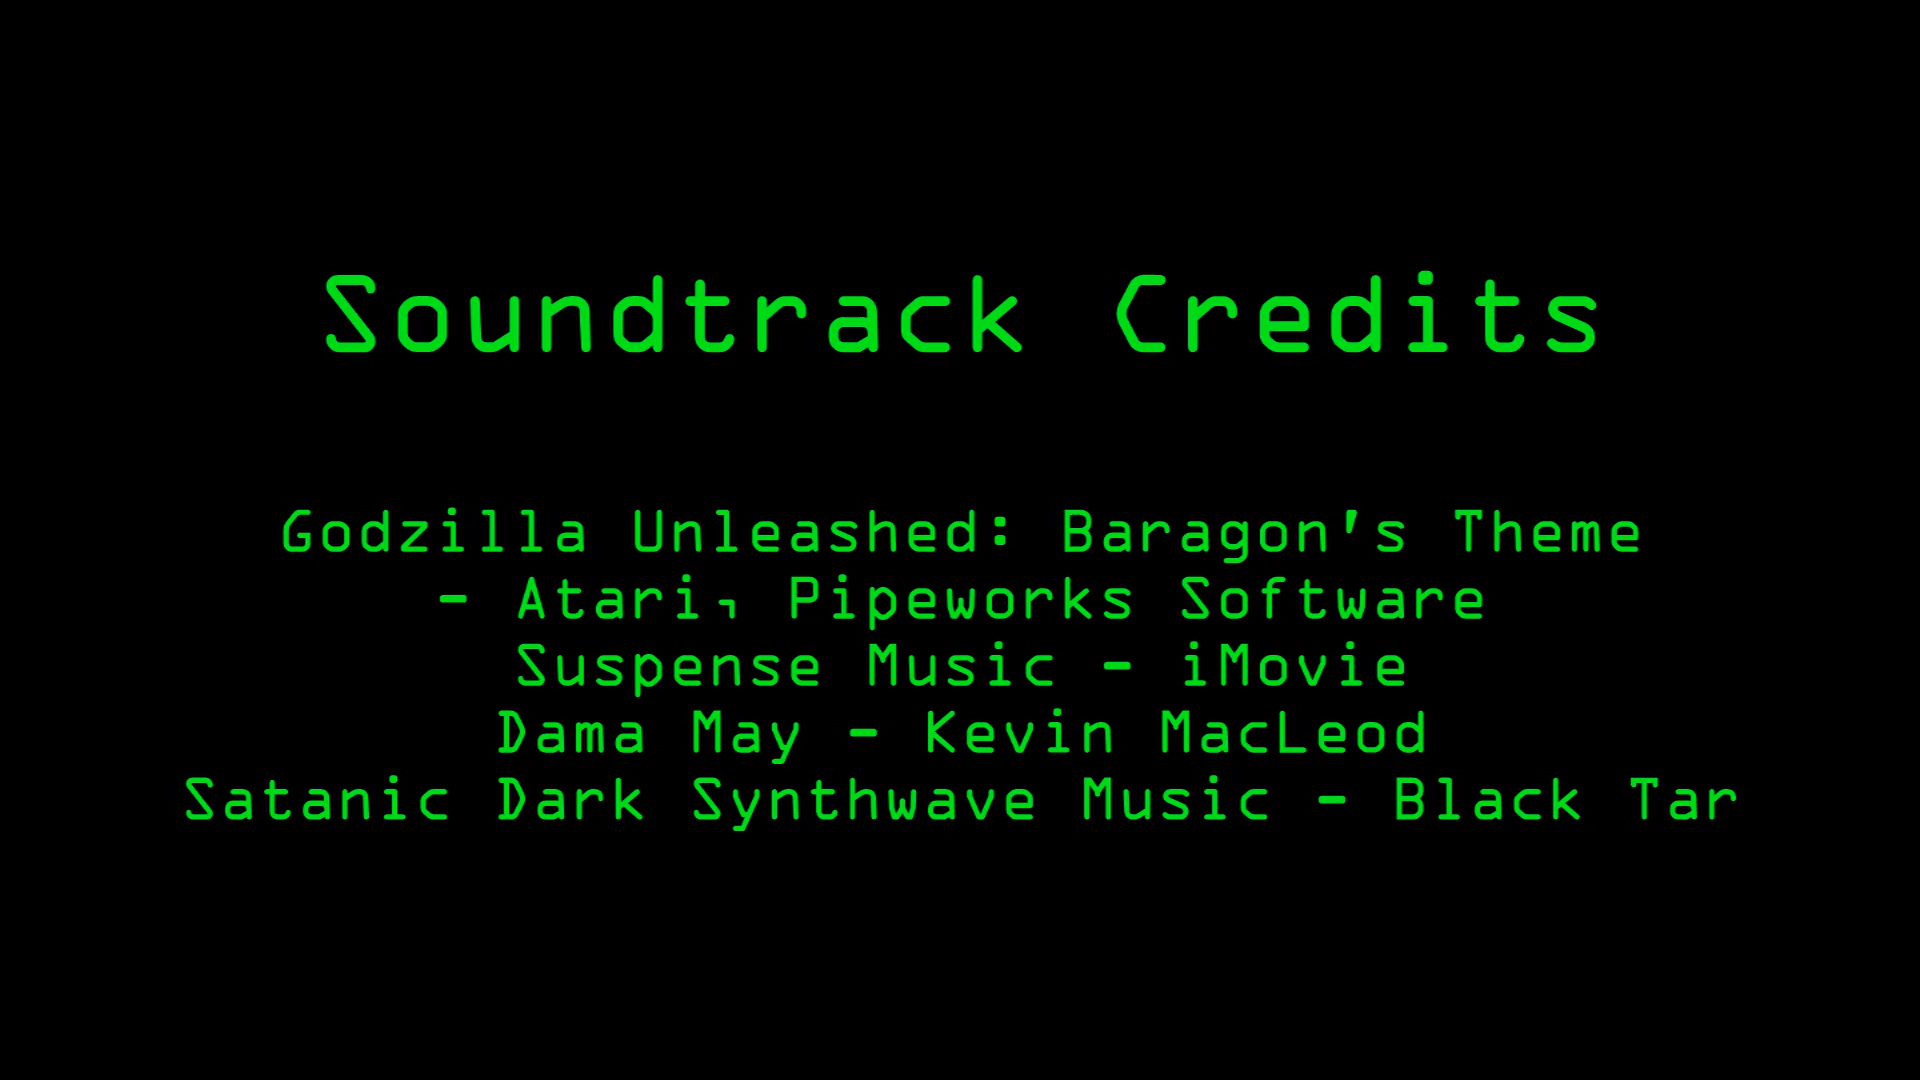 Soundtrack Credits
Godzilla Unleashed: Baragon's Theme
- Atari, Pipeworks Software
Suspense Music - iMovie
Dama May - Kevin MacLeod
Satanic Dark Synthwave Music - Black Tar